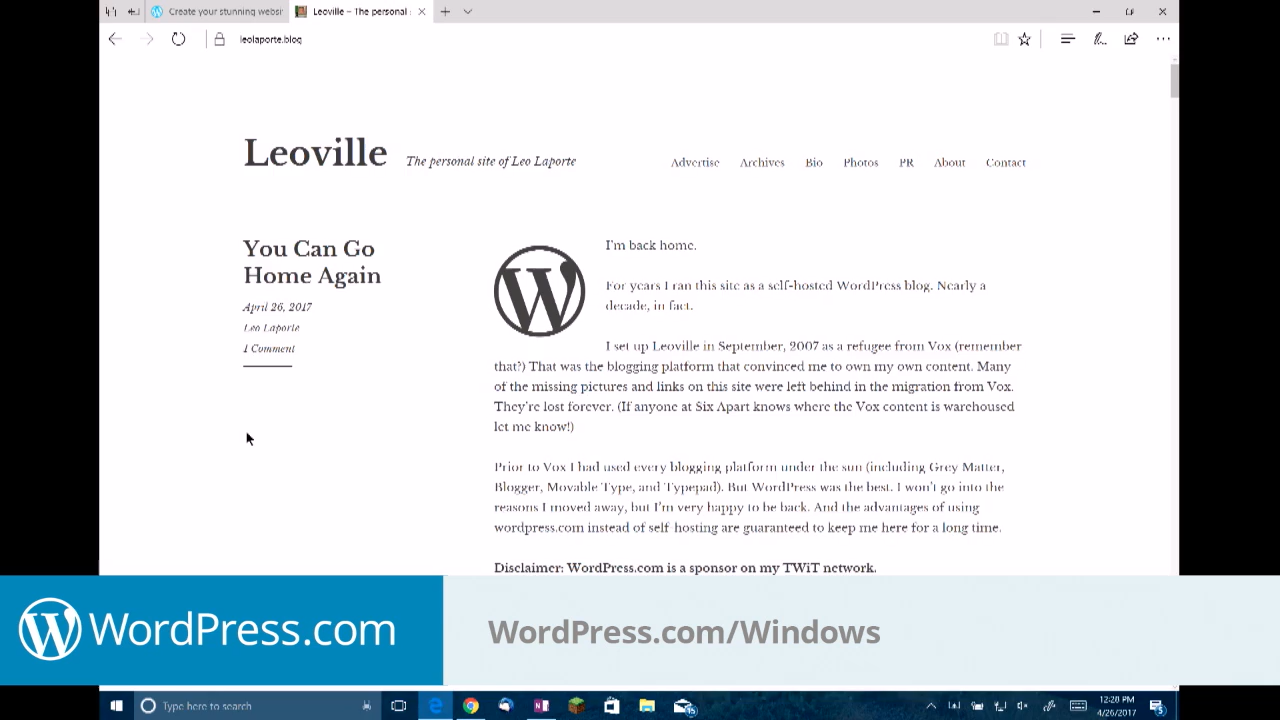 Create your stunning websi
Leoville – The personal
leolaporte.blog
Leoville
The personal site of Leo Laporte
Advertise Archives Bio Photos PR About Contact
You Can Go
Home Again
April 26, 2017
Leo Laporte
1 Comment
I'm back home.
For years I ran this site as a self-hosted WordPress blog. Nearly a
decade, in fact.
I set up Leoville in September, 2007 as a refugee from Vox (remember
that?) That was the blogging platform that convinced me to own my own content. Many
of the missing pictures and links on this site were left behind in the migration from Vox.
They're lost forever. (If anyone at Six Apart knows where the Vox content is warehoused
let me know!)
Prior to Vox I had used every blogging platform under the sun (including Grey Matter,
Blogger, Movable Type, and Typepad). But WordPress was the best. I won't go into the
reasons I moved away, but I'm very happy to be back. And the advantages of using
wordpress.com instead of self-hosting are guaranteed to keep me here for a long time.
Disclaimer: WordPress.com is a sponsor on my TWiT network.
WordPress.com
WordPress.com/Windows
Type here to search
12:20 PM
4/26/2017